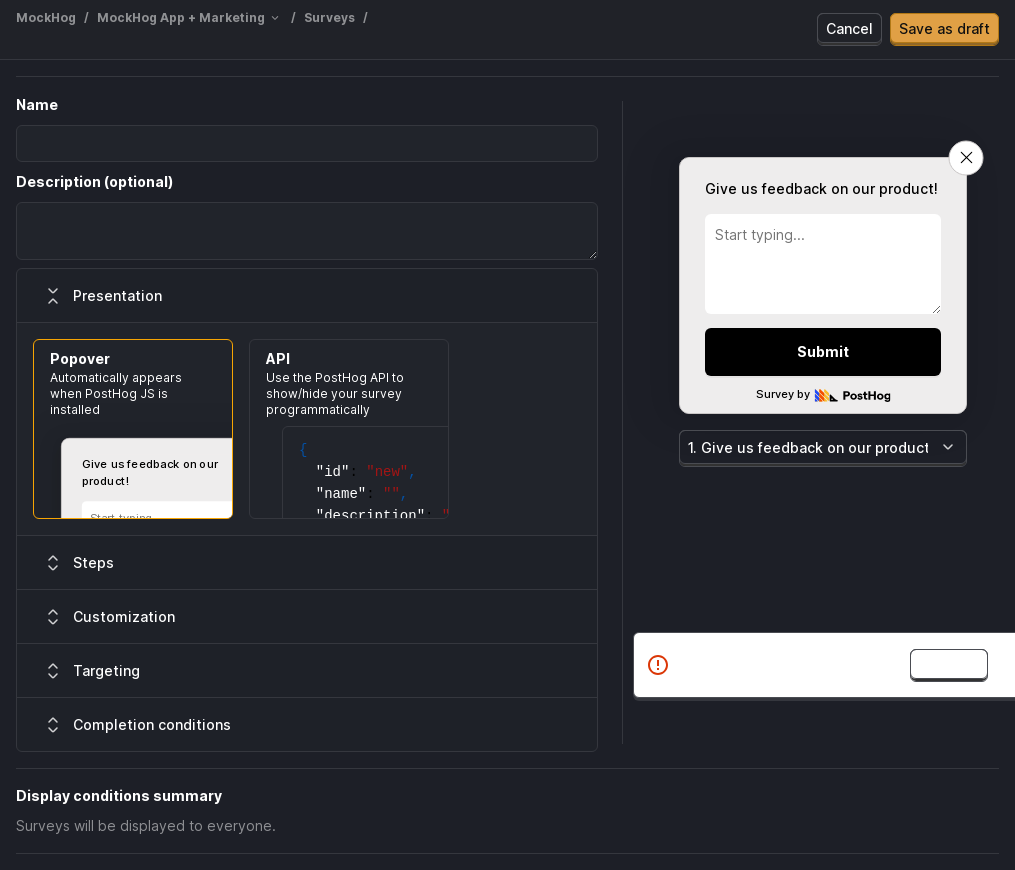 MockHog / MockHog App + Marketing / Surveys /
Cancel
Save as draft
Name
Description (optional)
Presentation
Popover
Automatically appears
when PostHog JS is
installed
Give us feedback on our
product!
Start typing
API
Use the PostHog API to
show/hide your survey
programmatically
{
"id": "new",
"name": "",
"description": "
Steps
Customization
Targeting
Completion conditions
Give us feedback on our product!
Start typing...
Submit
Survey by PostHog
1. Give us feedback on our product
Display conditions summary
Surveys will be displayed to everyone.